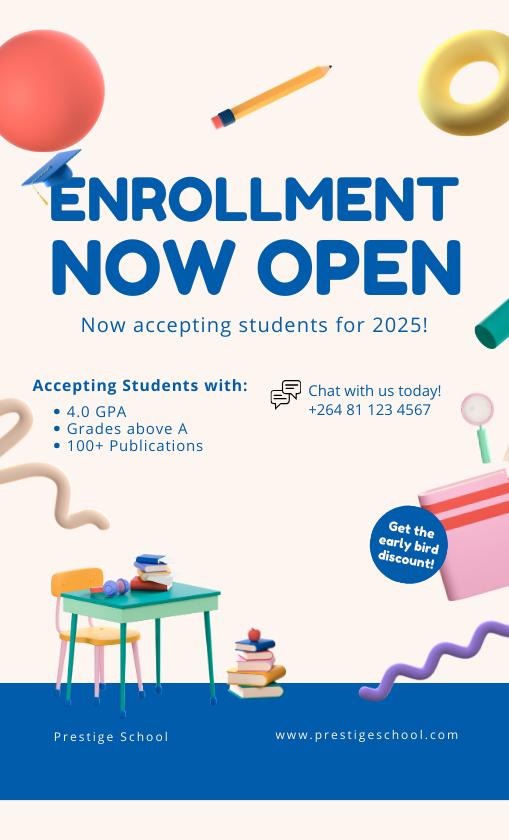 ENROLLMENT
NOW OPEN
Now accepting students for 2025!
Accepting Students with:
4.0 GPA
Grades above A
100+ Publications
Chat with us today!
+264 81 123 4567
Get the
early bird
discount!
Prestige School
www.prestigeschool.com